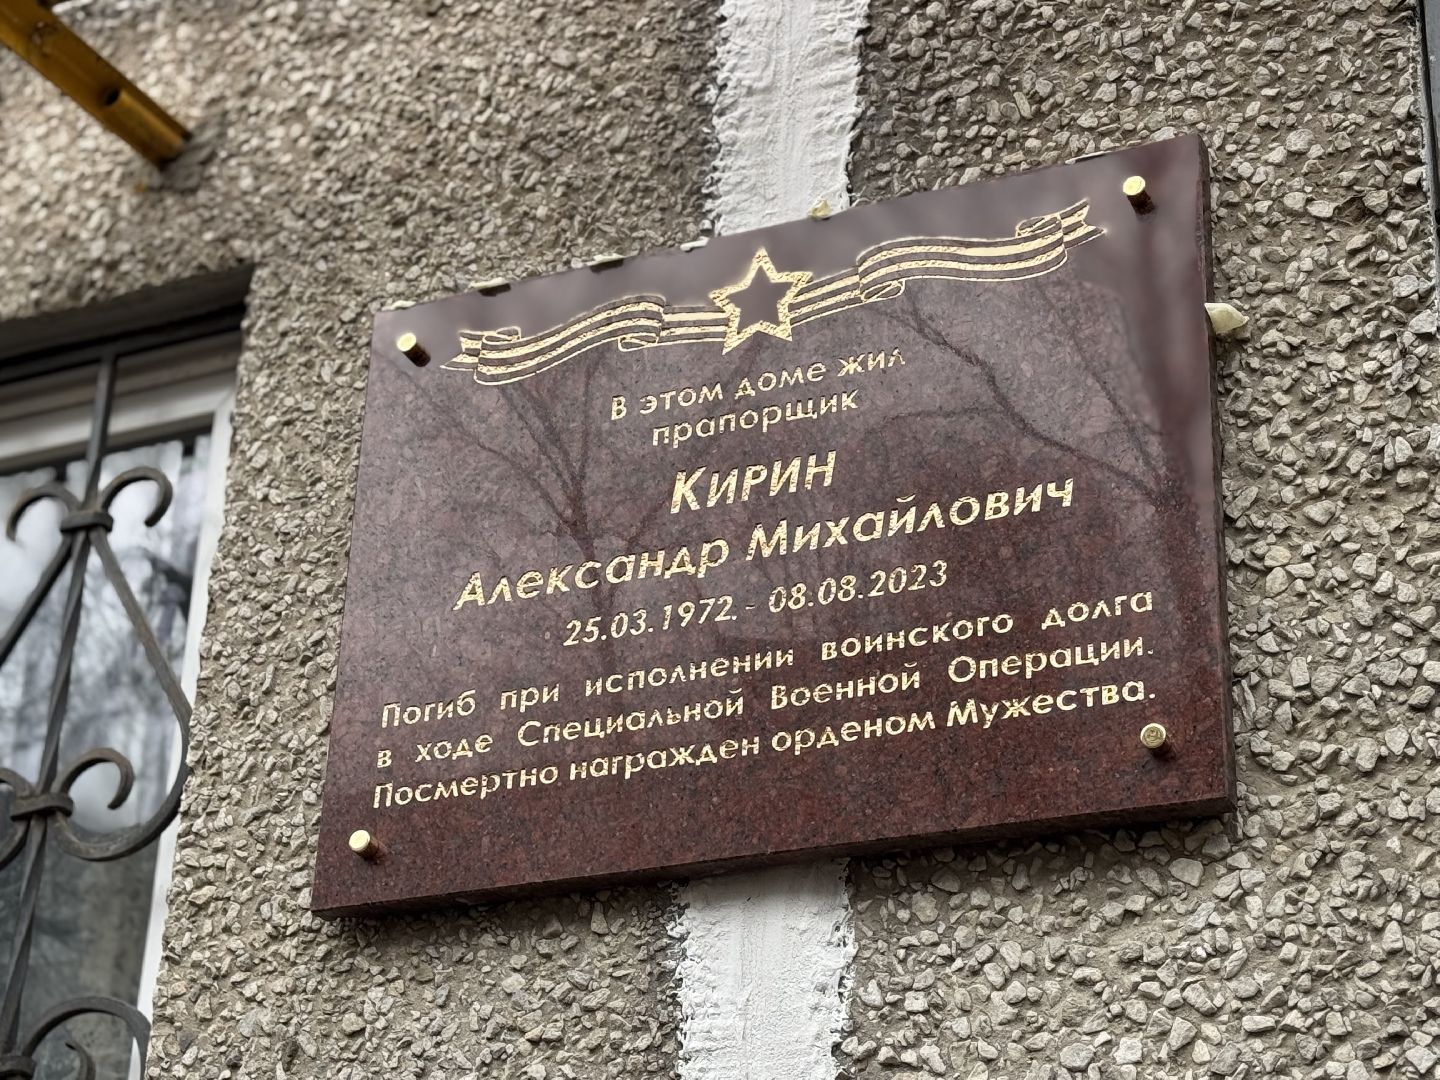 В этом доме жил
прапорщик
КИРИН
Александр Михайлович
25.03.1972. - 08.08.2023
Погиб при исполнении воинского долга
в ходе Специальной Военной Операции.
Посмертно награжден орденом Мужества.